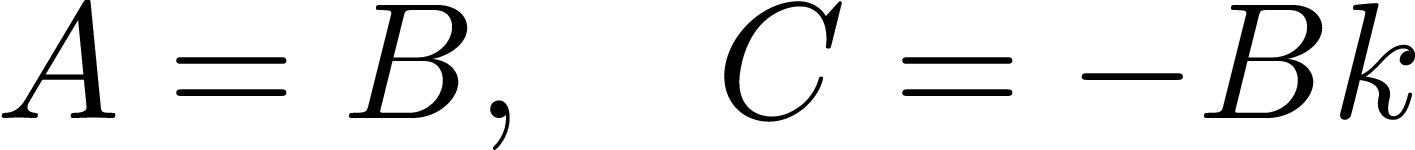 A = B, C = −Bk